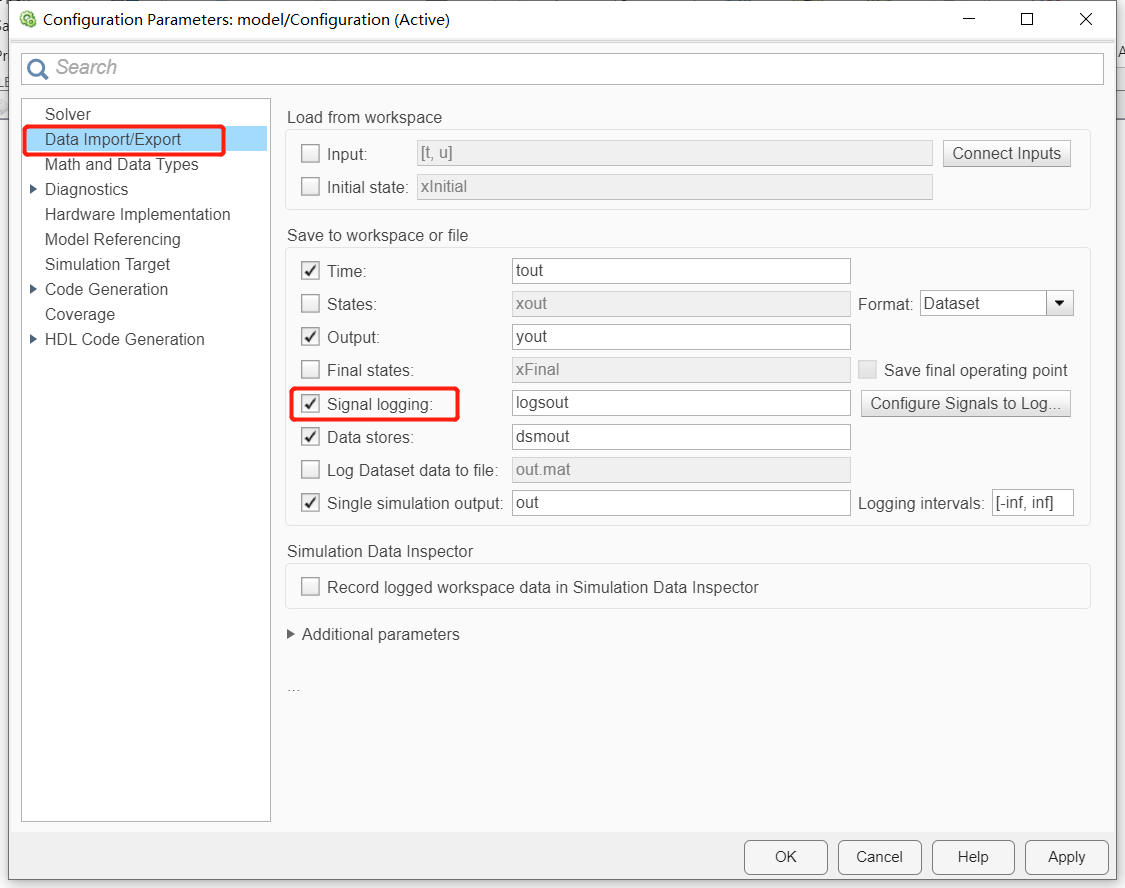 Configuration Parameters: model/Configuration (Active)
Search
Solver
Data Import/Export
Math and Data Types
Diagnostics
Hardware Implementation
Model Referencing
Simulation Target
Code Generation
Coverage
HDL Code Generation
Load from workspace
Input: [t, u] Connect Inputs
Initial state: xInitial
Save to workspace or file
Time: tout
States: xout Format: Dataset
Output: yout
Final states: xFinal Save final operating point
Signal logging: logsout Configure Signals to Log...
Data stores: dsmout
Log Dataset data to file: out.mat
Single simulation output: out Logging intervals: [-inf, inf]
Simulation Data Inspector
Record logged workspace data in Simulation Data Inspector
Additional parameters
...
OK Cancel Help Apply